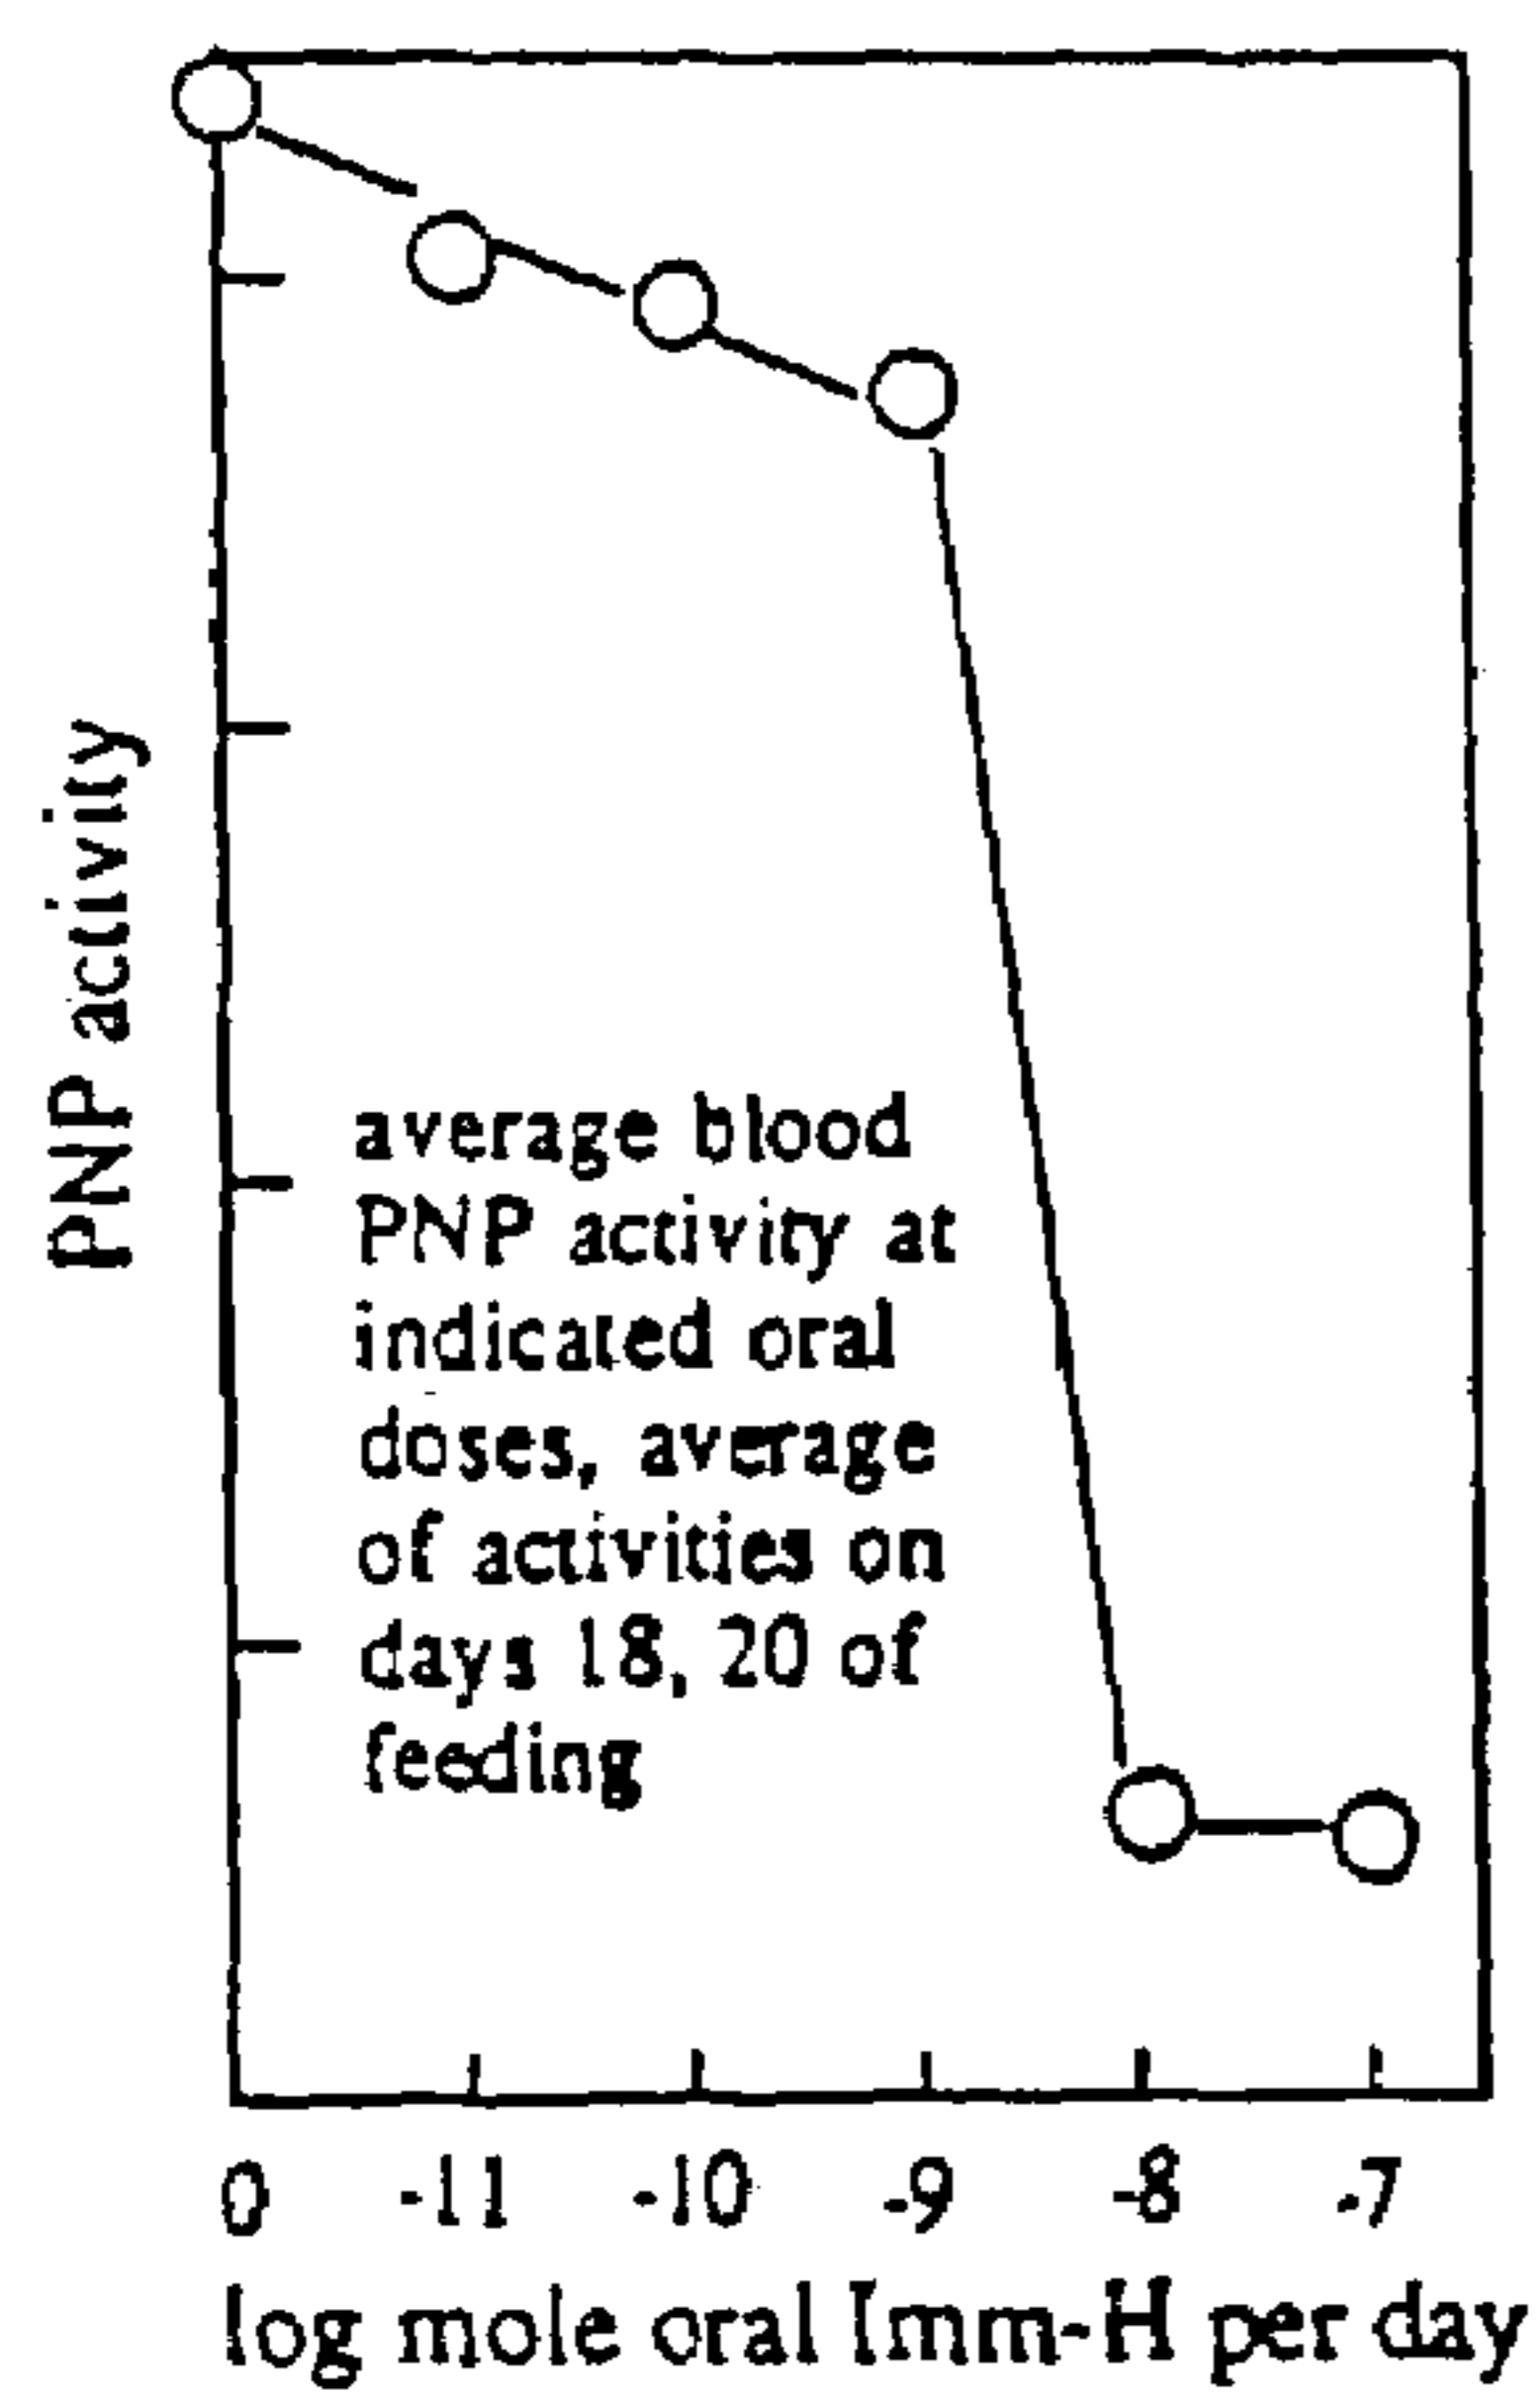 PNP activity
average blood
PNP activity at
indicated oral
doses, average
of activities on
days 18, 20 of
feeding
0 -11 -10 -9 -8 -7
log mole oral Imm-H per day